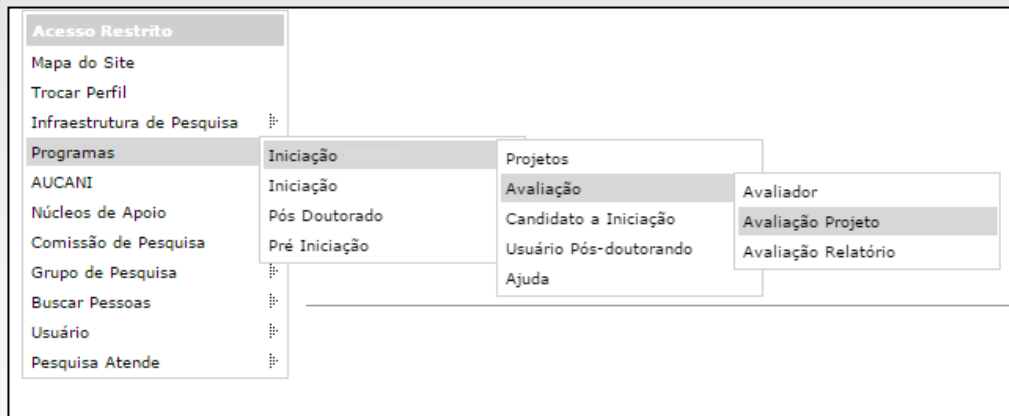 Acesso Restrito
Mapa do Site
Trocar Perfil
Infraestrutura de Pesquisa
Programas
AUCANI
Núcleos de Apoio
Comissão de Pesquisa
Grupo de Pesquisa
Buscar Pessoas
Usuário
Pesquisa Atende
Iniciação
Iniciação
Pós Doutorado
Pré Iniciação
Projetos
Avaliação
Candidato a Iniciação
Usuário Pós-doutorando
Ajuda
Avaliador
Avaliação Projeto
Avaliação Relatório